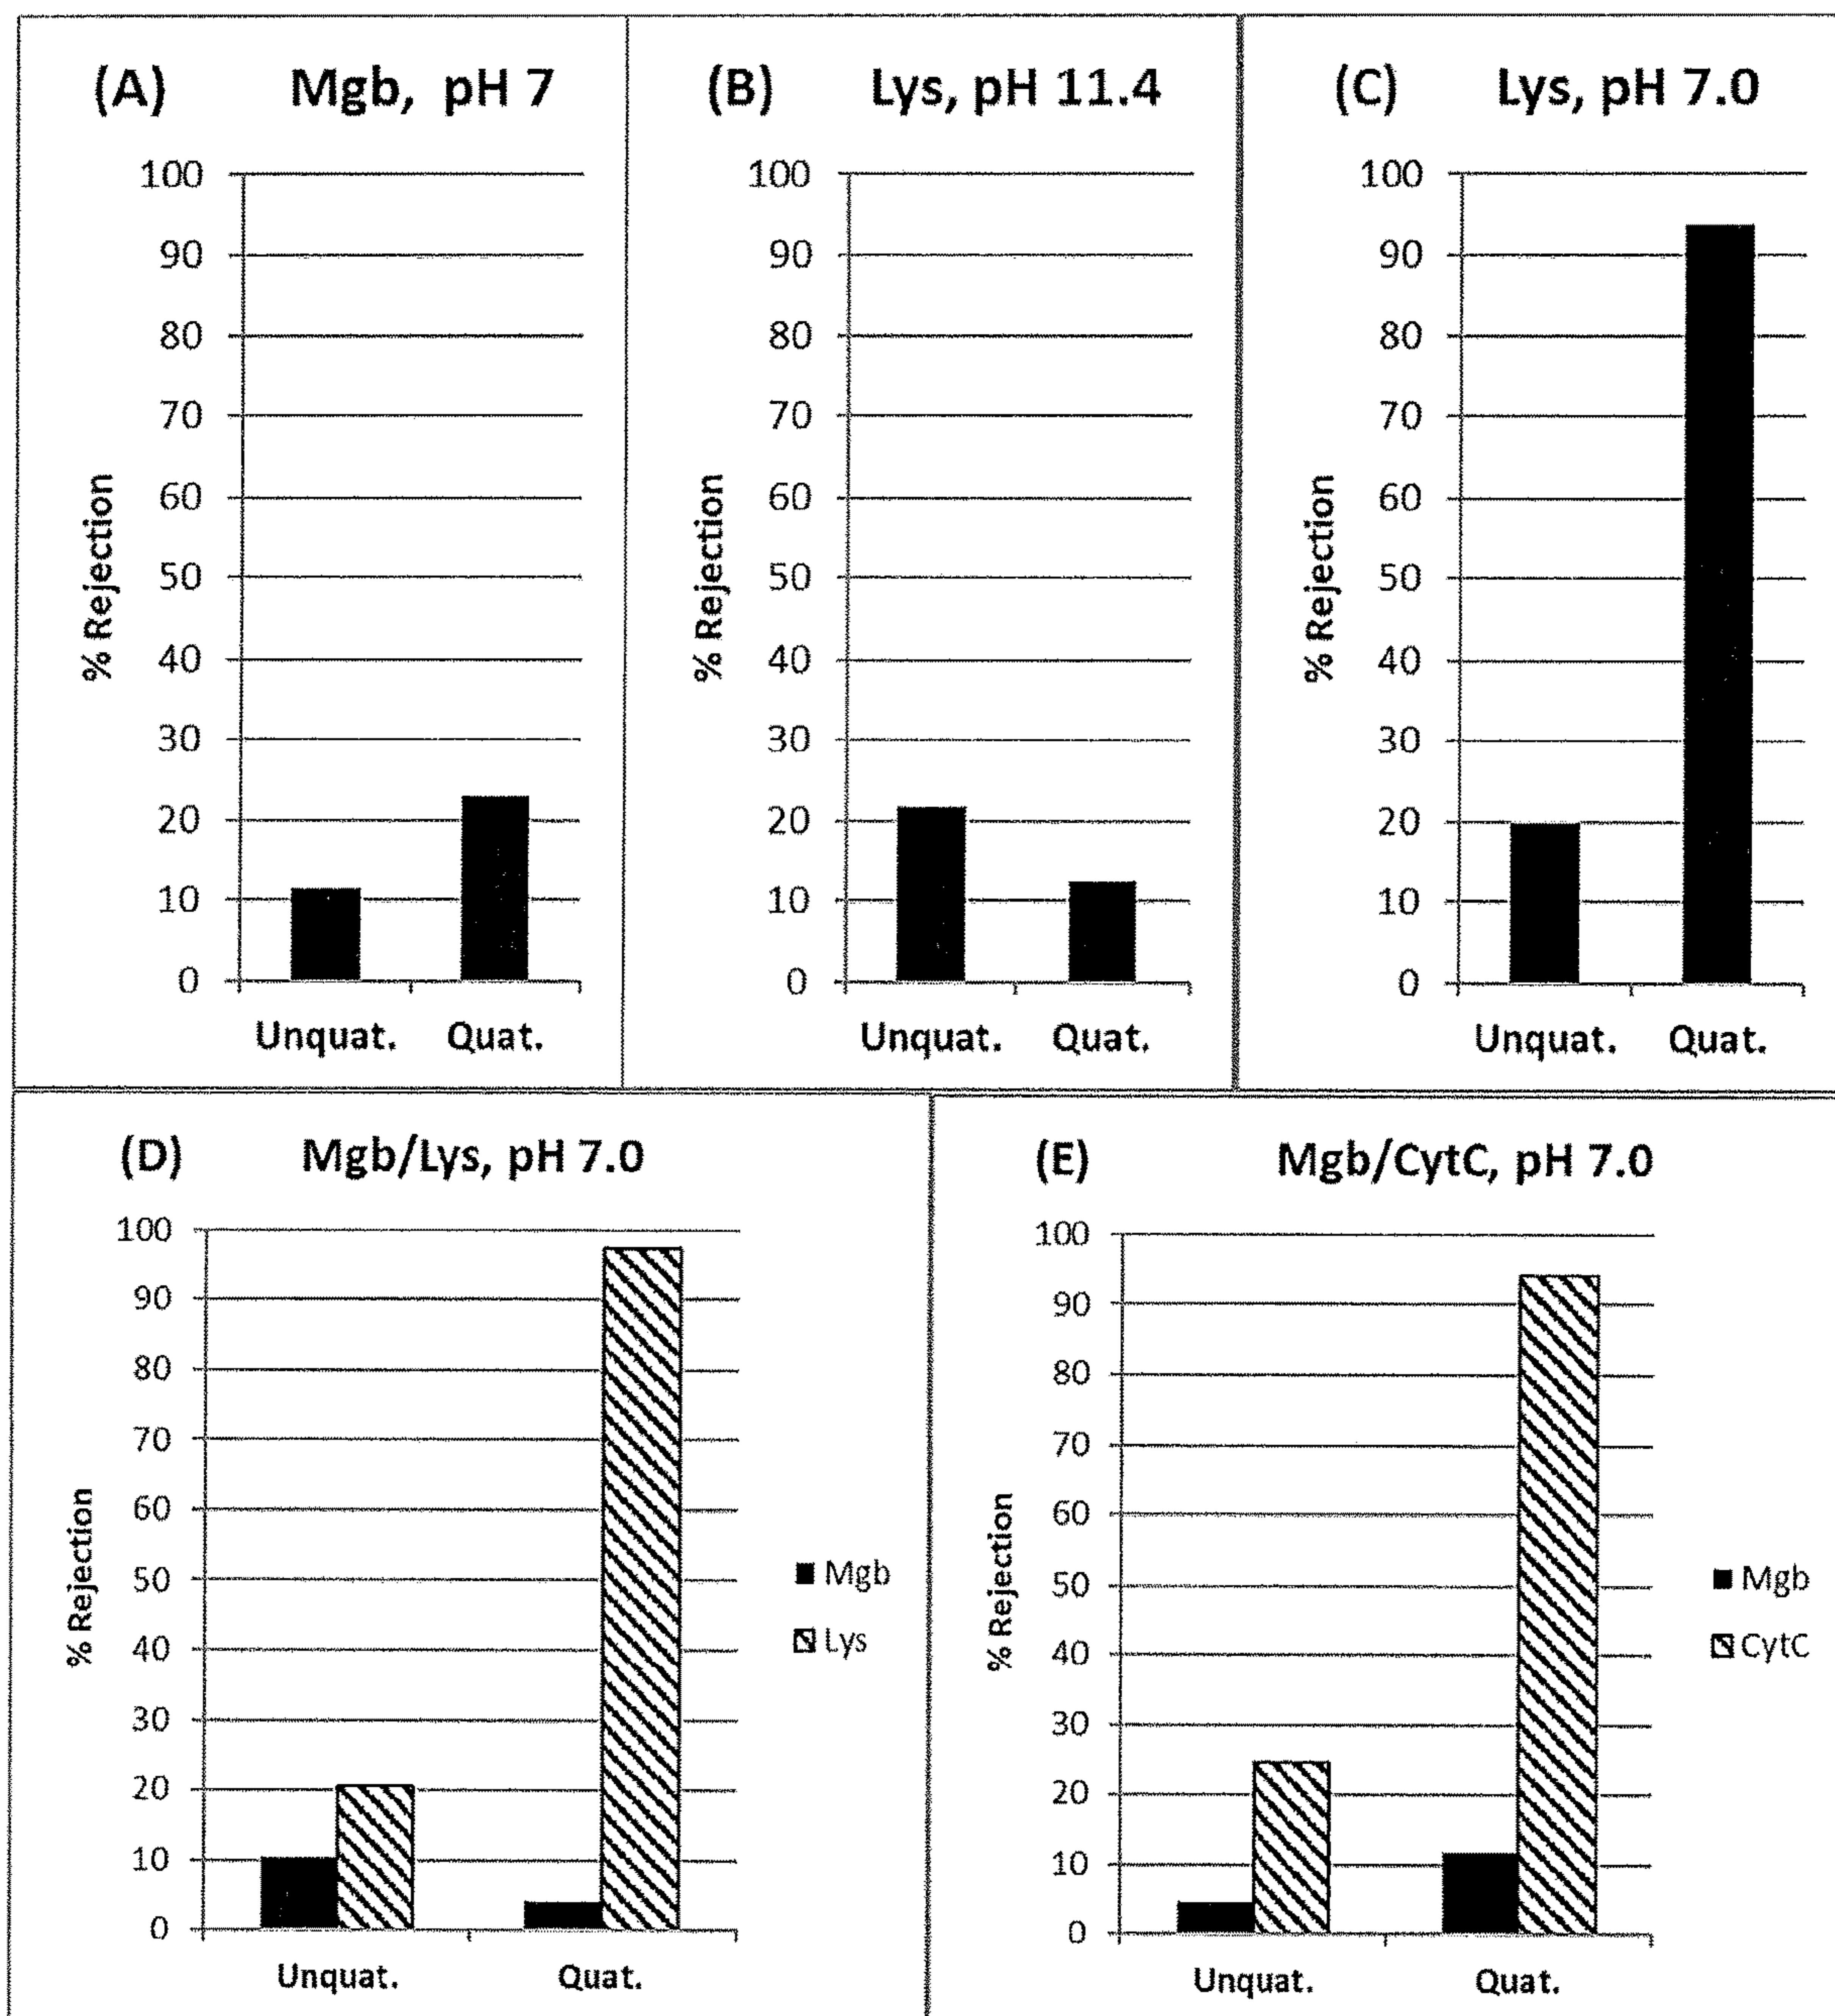 (A) Mgb, pH 7
100
90
80
70
60
50
40
30
20
10
0
% Rejection
Unquat. Quat.
(B) Lys, pH 11.4
100
90
80
70
60
50
40
30
20
10
0
% Rejection
Unquat. Quat.
(C) Lys, pH 7.0
100
90
80
70
60
50
40
30
20
10
0
% Rejection
Unquat. Quat.
(D) Mgb/Lys, pH 7.0
100
90
80
70
60
50
40
30
20
10
0
% Rejection
Unquat. Quat.
Mgb
Lys
(E) Mgb/CytC, pH 7.0
100
90
80
70
60
50
40
30
20
10
0
% Rejection
Unquat. Quat.
Mgb
CytC